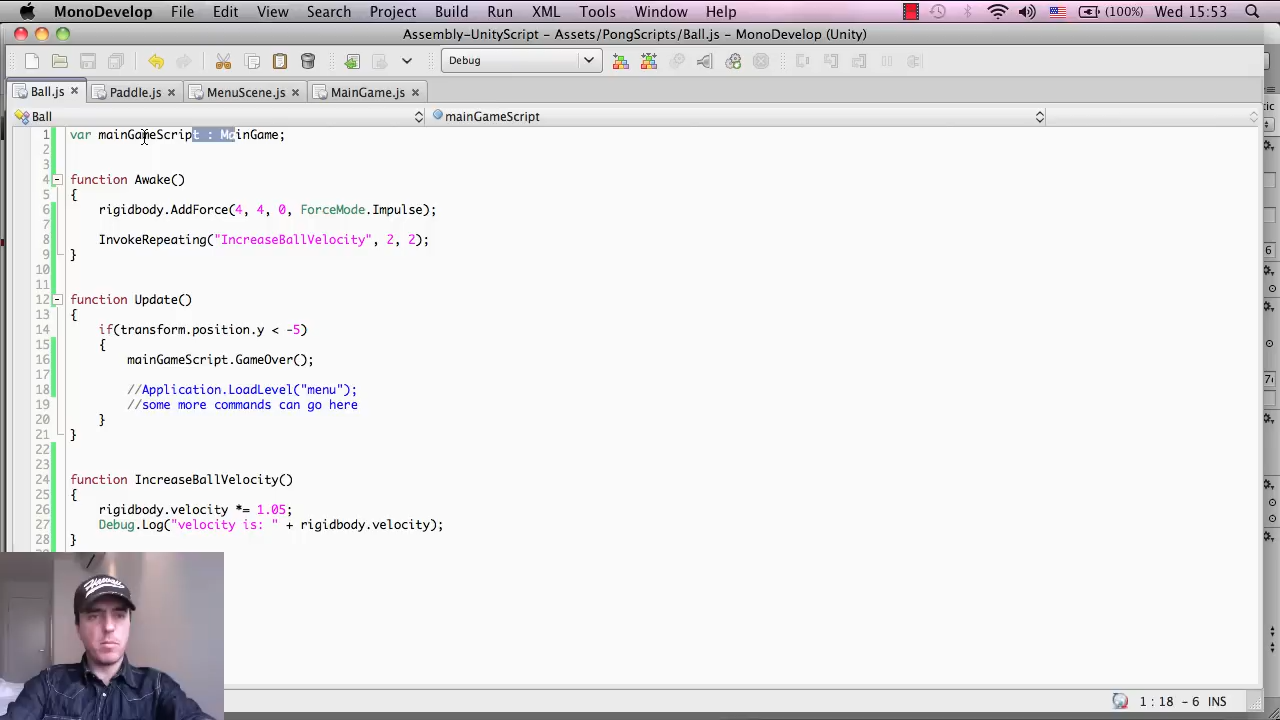 MonoDevelop File Edit View Search Project Build Run XML Tools Window Help (100%) Wed 15:53
Assembly-UnityScript - Assets/PongScripts/Ball.js - MonoDevelop (Unity)
Debug
Ball.js Paddle.js MenuScene.js MainGame.js
Ball mainGameScript
1 var mainGameScript : MainGame;
2
3
4 function Awake()
5 {
6 rigidbody.AddForce(4, 4, 0, ForceMode.Impulse);
7
8 InvokeRepeating("IncreaseBallVelocity", 2, 2);
9 }
10
11
12 function Update()
13 {
14 if(transform.position.y < -5)
15 {
16 mainGameScript.GameOver();
17
18 //Application.LoadLevel("menu");
19 //some more commands can go here
20 }
21 }
22
23
24 function IncreaseBallVelocity()
25 {
26 rigidbody.velocity *= 1.05;
27 Debug.Log("velocity is: " + rigidbody.velocity);
28 }
1 : 18 - 6 INS